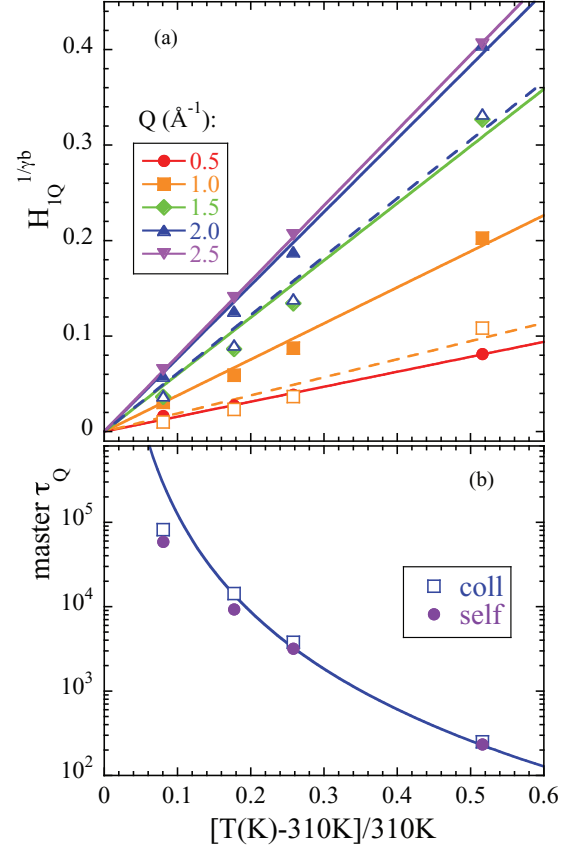 (a)
H1Q^1/γb
Q (Å⁻¹):
0.5
1.0
1.5
2.0
2.5
0.4
0.3
0.2
0.1
0
(b)
master τQ
coll
self
10⁵
10⁴
10³
10²
0 0.1 0.2 0.3 0.4 0.5 0.6
[T(K)-310K]/310K